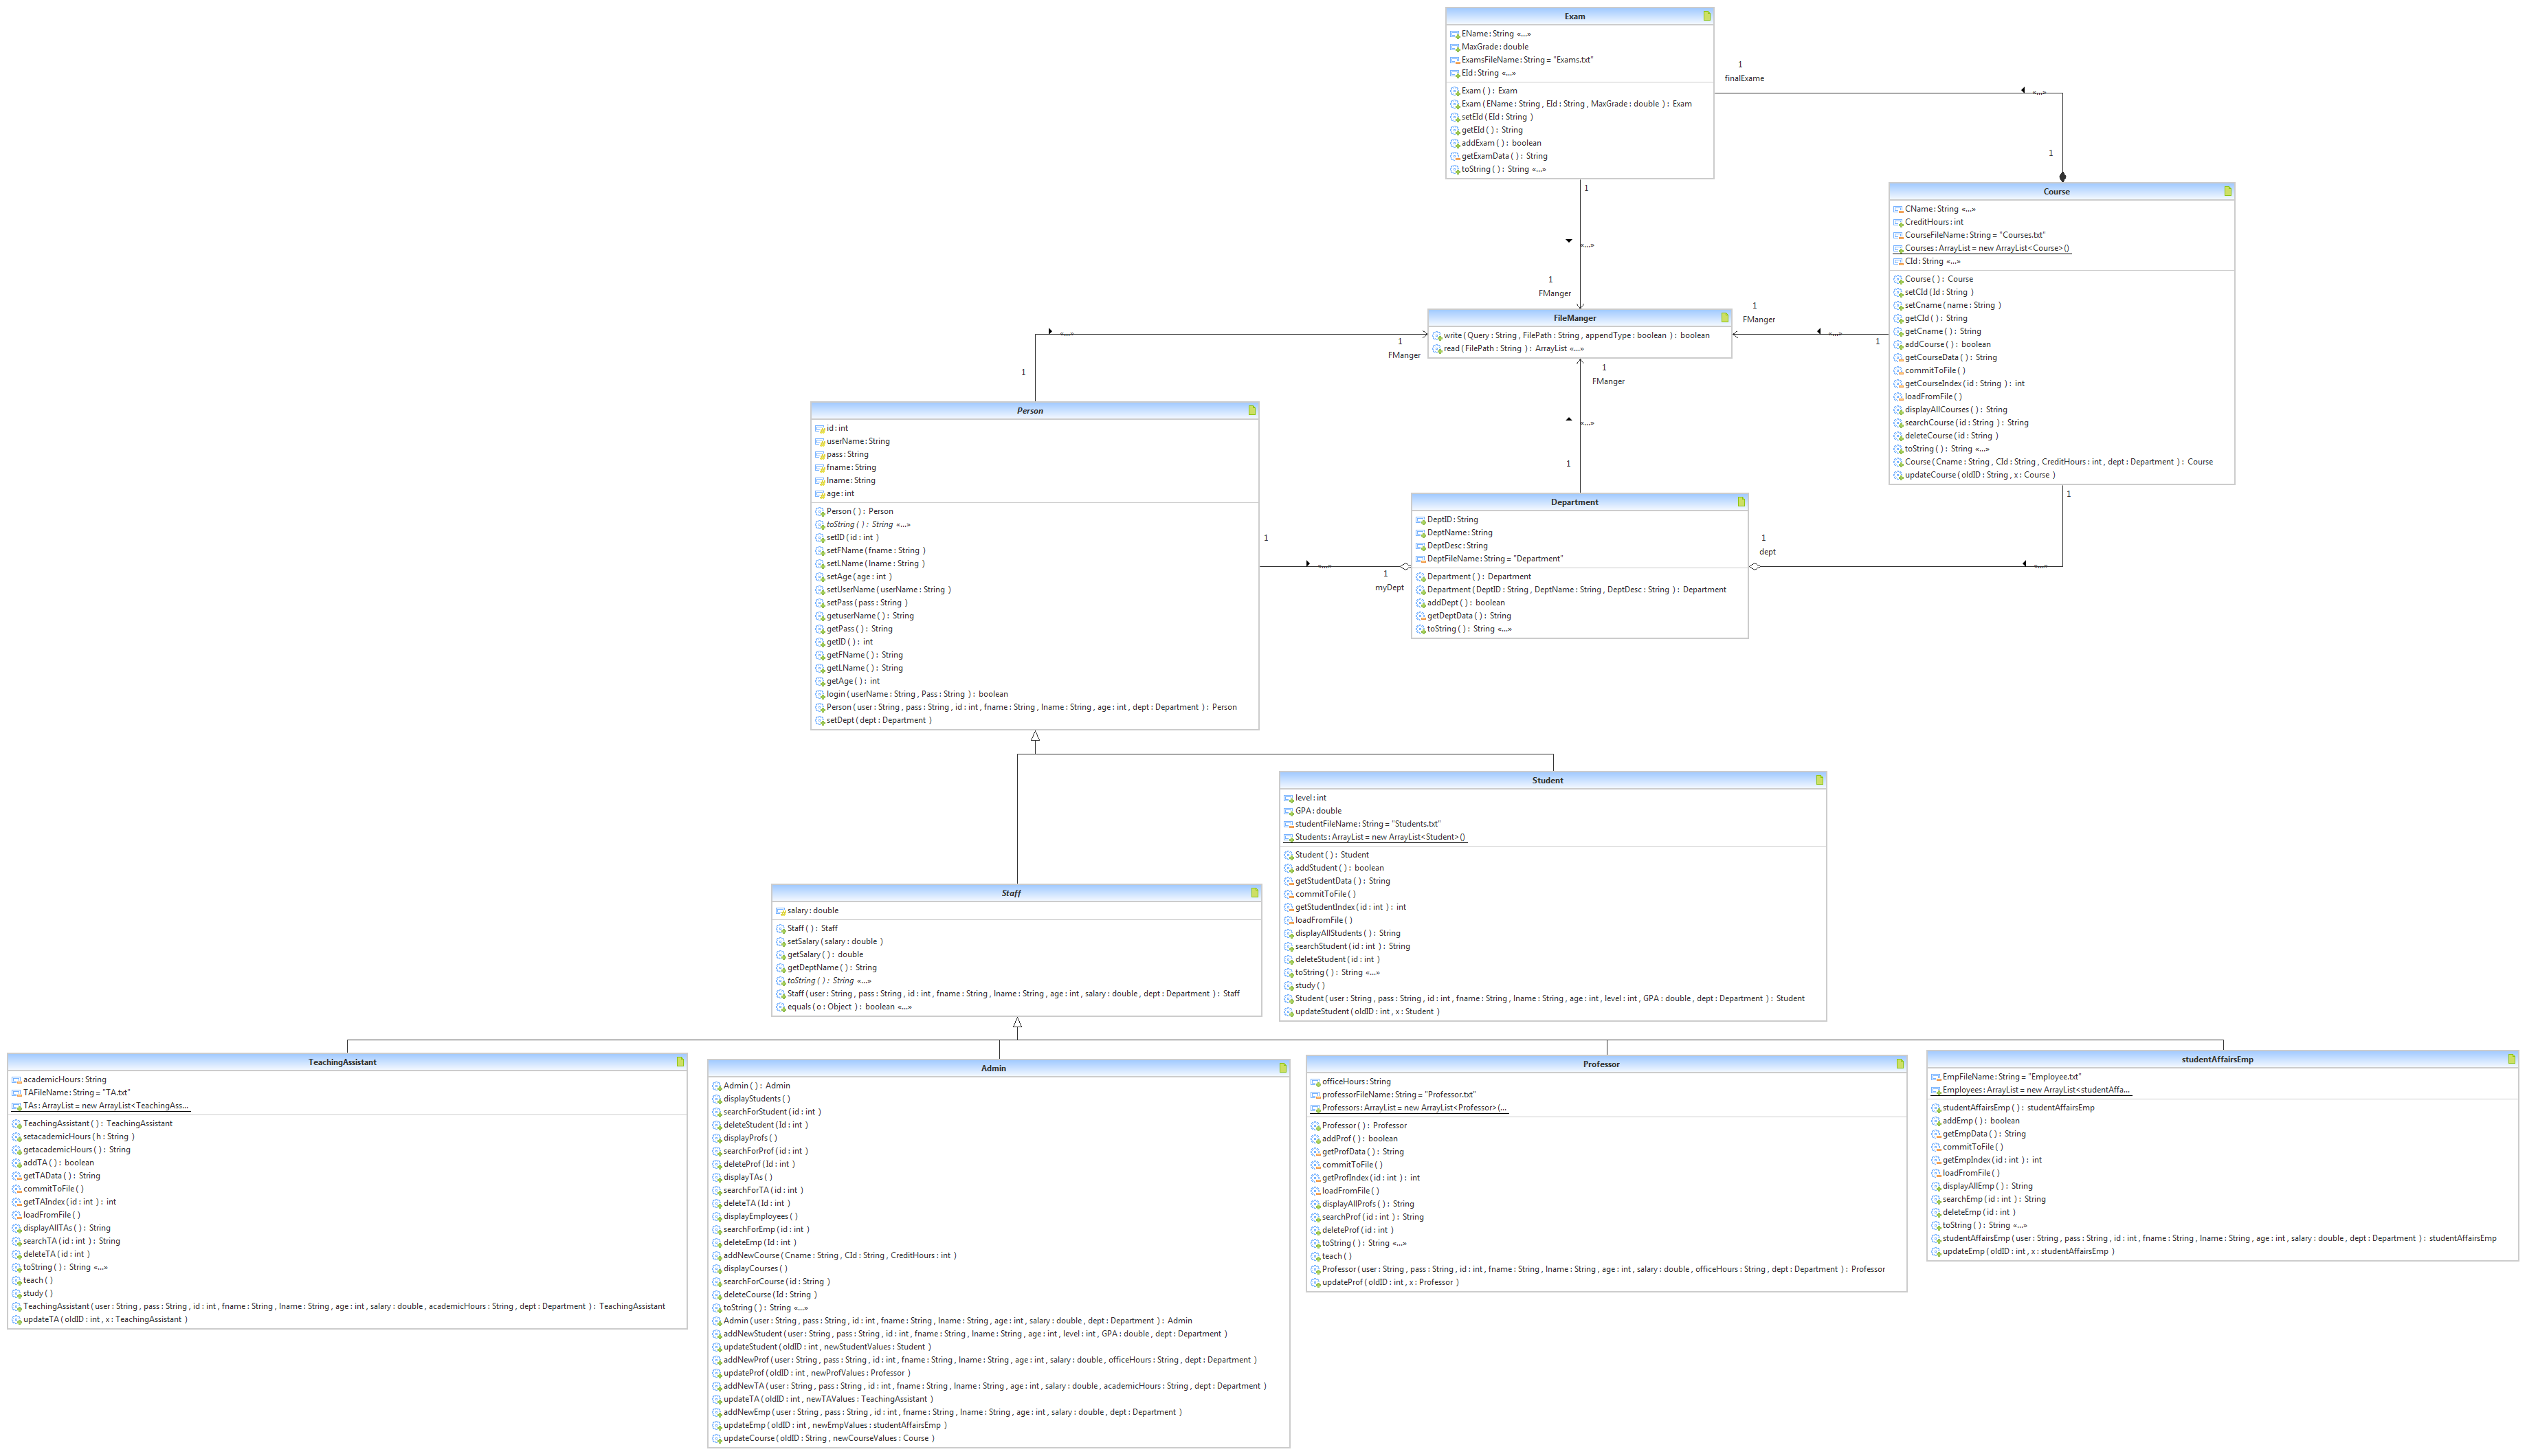 Exam
EName : String «...»
MaxGrade : double
ExamsFileName : String = "Exams.txt"
EId : String «...»
Exam ( ) : Exam
Exam ( EName : String , EId : String , MaxGrade : double ) : Exam
setEId ( EId : String )
getEId ( ) : String
addExam ( ) : boolean
getExamData ( ) : String
toString ( ) : String «...»
1
finalExame
«...»
1
1
«...»
1
FManger
Course
CName : String «...»
CreditHours : int
CourseFileName : String = "Courses.txt"
Courses : ArrayList = new ArrayList<Course>()
CId : String «...»
Course ( ) : Course
setCId ( Id : String )
setCname ( name : String )
getCId ( ) : String
getCname ( ) : String
addCourse ( ) : boolean
getCourseData ( ) : String
commitToFile ( )
getCourseIndex ( id : String ) : int
loadFromFile ( )
displayAllCourses ( ) : String
searchCourse ( id : String ) : String
deleteCourse ( id : String )
toString ( ) : String «...»
Course ( Cname : String , CId : String , CreditHours : int , dept : Department ) : Course
updateCourse ( oldID : String , x : Course )
FileManger
write ( Query : String , FilePath : String , appendType : boolean ) : boolean
read ( FilePath : String ) : ArrayList «...»
1
FManger
«...»
1
«...»
1
FManger
1
1
FManger
«...»
1
Person
id : int
userName : String
pass : String
fname : String
lname : String
age : int
Person ( ) : Person
toString ( ) : String «...»
setID ( id : int )
setFName ( fname : String )
setLName ( lname : String )
setAge ( age : int )
setUserName ( userName : String )
setPass ( pass : String )
getuserName ( ) : String
getPass ( ) : String
getID ( ) : int
getFName ( ) : String
getLName ( ) : String
getAge ( ) : int
login ( userName : String , Pass : String ) : boolean
Person ( user : String , pass : String , id : int , fname : String , lname : String , age : int , dept : Department ) : Person
setDept ( dept : Department )
1
«...»
1
myDept
Department
DeptID : String
DeptName : String
DeptDesc : String
DeptFileName : String = "Department"
Department ( ) : Department
Department ( DeptID : String , DeptName : String , DeptDesc : String ) : Department
addDept ( ) : boolean
getDeptData ( ) : String
toString ( ) : String «...»
1
dept
«...»
1
Student
level : int
GPA : double
studentFileName : String = "Students.txt"
Students : ArrayList = new ArrayList<Student>()
Student ( ) : Student
addStudent ( ) : boolean
getStudentData ( ) : String
commitToFile ( )
getStudentIndex ( id : int ) : int
loadFromFile ( )
displayAllStudents ( ) : String
searchStudent ( id : int ) : String
deleteStudent ( id : int )
toString ( ) : String «...»
study ( )
Student ( user : String , pass : String , id : int , fname : String , lname : String , age : int , level : int , GPA : double , dept : Department ) : Student
updateStudent ( oldID : int , x : Student )
Staff
salary : double
Staff ( ) : Staff
setSalary ( salary : double )
getSalary ( ) : double
getDeptName ( ) : String
toString ( ) : String «...»
Staff ( user : String , pass : String , id : int , fname : String , lname : String , age : int , salary : double , dept : Department ) : Staff
equals ( o : Object ) : boolean «...»
TeachingAssistant
academicHours : String
TAFileName : String = "TA.txt"
TAs : ArrayList = new ArrayList<TeachingAss...
TeachingAssistant ( ) : TeachingAssistant
setacademicHours ( h : String )
getacademicHours ( ) : String
addTA ( ) : boolean
getTAData ( ) : String
commitToFile ( )
getTAIndex ( id : int ) : int
loadFromFile ( )
displayAllTAs ( ) : String
searchTA ( id : int ) : String
deleteTA ( id : int )
toString ( ) : String «...»
teach ( )
study ( )
TeachingAssistant ( user : String , pass : String , id : int , fname : String , lname : String , age : int , salary : double , academicHours : String , dept : Department ) : TeachingAssistant
updateTA ( oldID : int , x : TeachingAssistant )
Admin
Admin ( ) : Admin
displayStudents ( )
searchForStudent ( id : int )
deleteStudent ( Id : int )
displayProfs ( )
searchForProf ( id : int )
deleteProf ( Id : int )
displayTAs ( )
searchForTA ( id : int )
deleteTA ( Id : int )
displayEmployees ( )
searchForEmp ( id : int )
deleteEmp ( Id : int )
addNewCourse ( Cname : String , CId : String , CreditHours : int )
displayCourses ( )
searchForCourse ( id : String )
deleteCourse ( Id : String )
toString ( ) : String «...»
Admin ( user : String , pass : String , id : int , fname : String , lname : String , age : int , salary : double , dept : Department ) : Admin
addNewStudent ( user : String , pass : String , id : int , fname : String , lname : String , age : int , level : int , GPA : double , dept : Department )
updateStudent ( oldID : int , newStudentValues : Student )
addNewProf ( user : String , pass : String , id : int , fname : String , lname : String , age : int , salary : double , officeHours : String , dept : Department )
updateProf ( oldID : int , newProfValues : Professor )
addNewTA ( user : String , pass : String , id : int , fname : String , lname : String , age : int , salary : double , academicHours : String , dept : Department )
updateTA ( oldID : int , newTAValues : TeachingAssistant )
addNewEmp ( user : String , pass : String , id : int , fname : String , lname : String , age : int , salary : double , dept : Department )
updateEmp ( oldID : int , newEmpValues : studentAffairsEmp )
updateCourse ( oldID : String , newCourseValues : Course )
Professor
officeHours : String
professorFileName : String = "Professor.txt"
Professors : ArrayList = new ArrayList<Professor>(...
Professor ( ) : Professor
addProf ( ) : boolean
getProfData ( ) : String
commitToFile ( )
getProfIndex ( id : int ) : int
loadFromFile ( )
displayAllProfs ( ) : String
searchProf ( id : int ) : String
deleteProf ( id : int )
toString ( ) : String «...»
teach ( )
Professor ( user : String , pass : String , id : int , fname : String , lname : String , age : int , salary : double , officeHours : String , dept : Department ) : Professor
updateProf ( oldID : int , x : Professor )
studentAffairsEmp
EmpFileName : String = "Employee.txt"
Employees : ArrayList = new ArrayList<studentAffa...
studentAffairsEmp ( ) : studentAffairsEmp
addEmp ( ) : boolean
getEmpData ( ) : String
commitToFile ( )
getEmpIndex ( id : int ) : int
loadFromFile ( )
displayAllEmp ( ) : String
searchEmp ( id : int ) : String
deleteEmp ( id : int )
toString ( ) : String «...»
studentAffairsEmp ( user : String , pass : String , id : int , fname : String , lname : String , age : int , salary : double , dept : Department ) : studentAffairsEmp
updateEmp ( oldID : int , x : studentAffairsEmp )